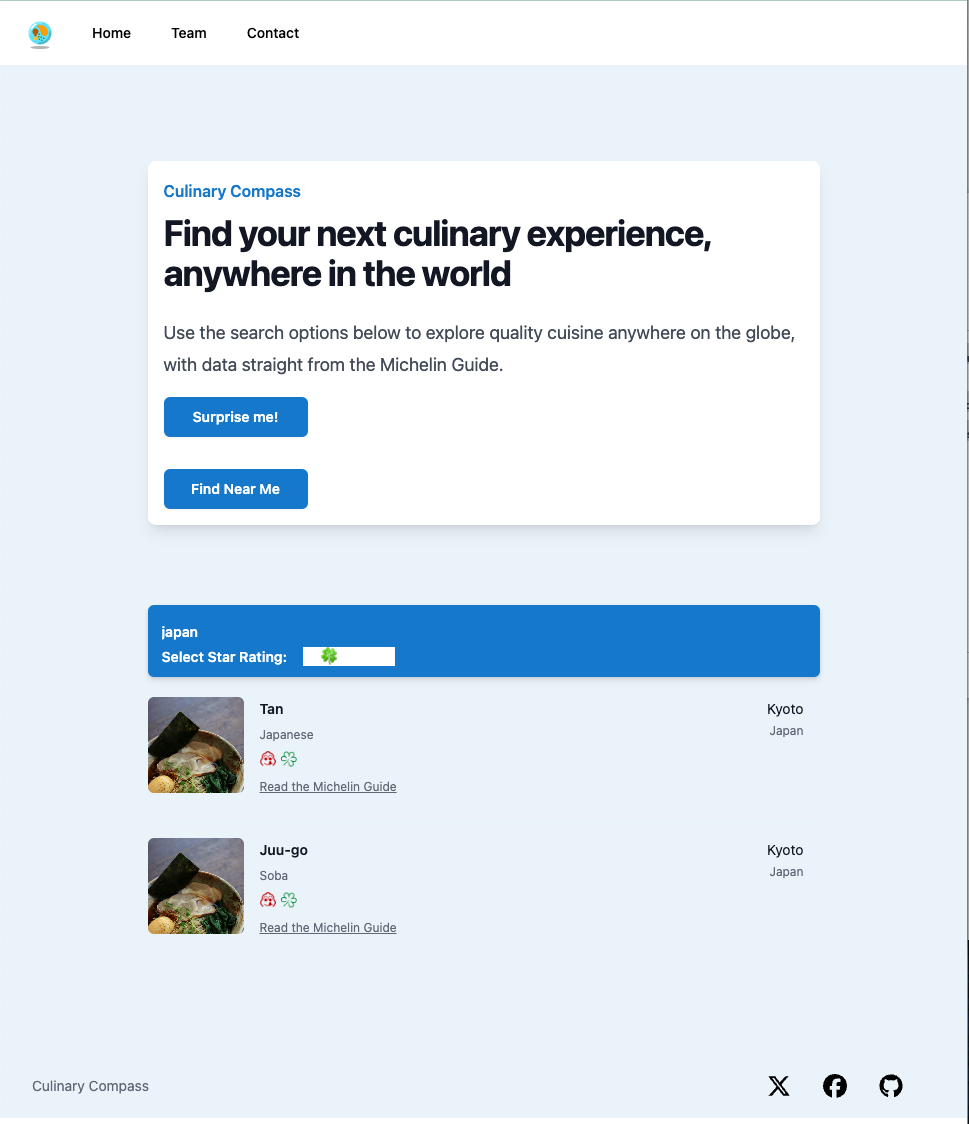 Home Team Contact
Culinary Compass
Find your next culinary experience,
anywhere in the world
Use the search options below to explore quality cuisine anywhere on the globe,
with data straight from the Michelin Guide.
Surprise me!
Find Near Me
japan
Select Star Rating:
Tan
Kyoto
Japanese
Japan
Read the Michelin Guide
Juu-go
Kyoto
Soba
Japan
Read the Michelin Guide
Culinary Compass